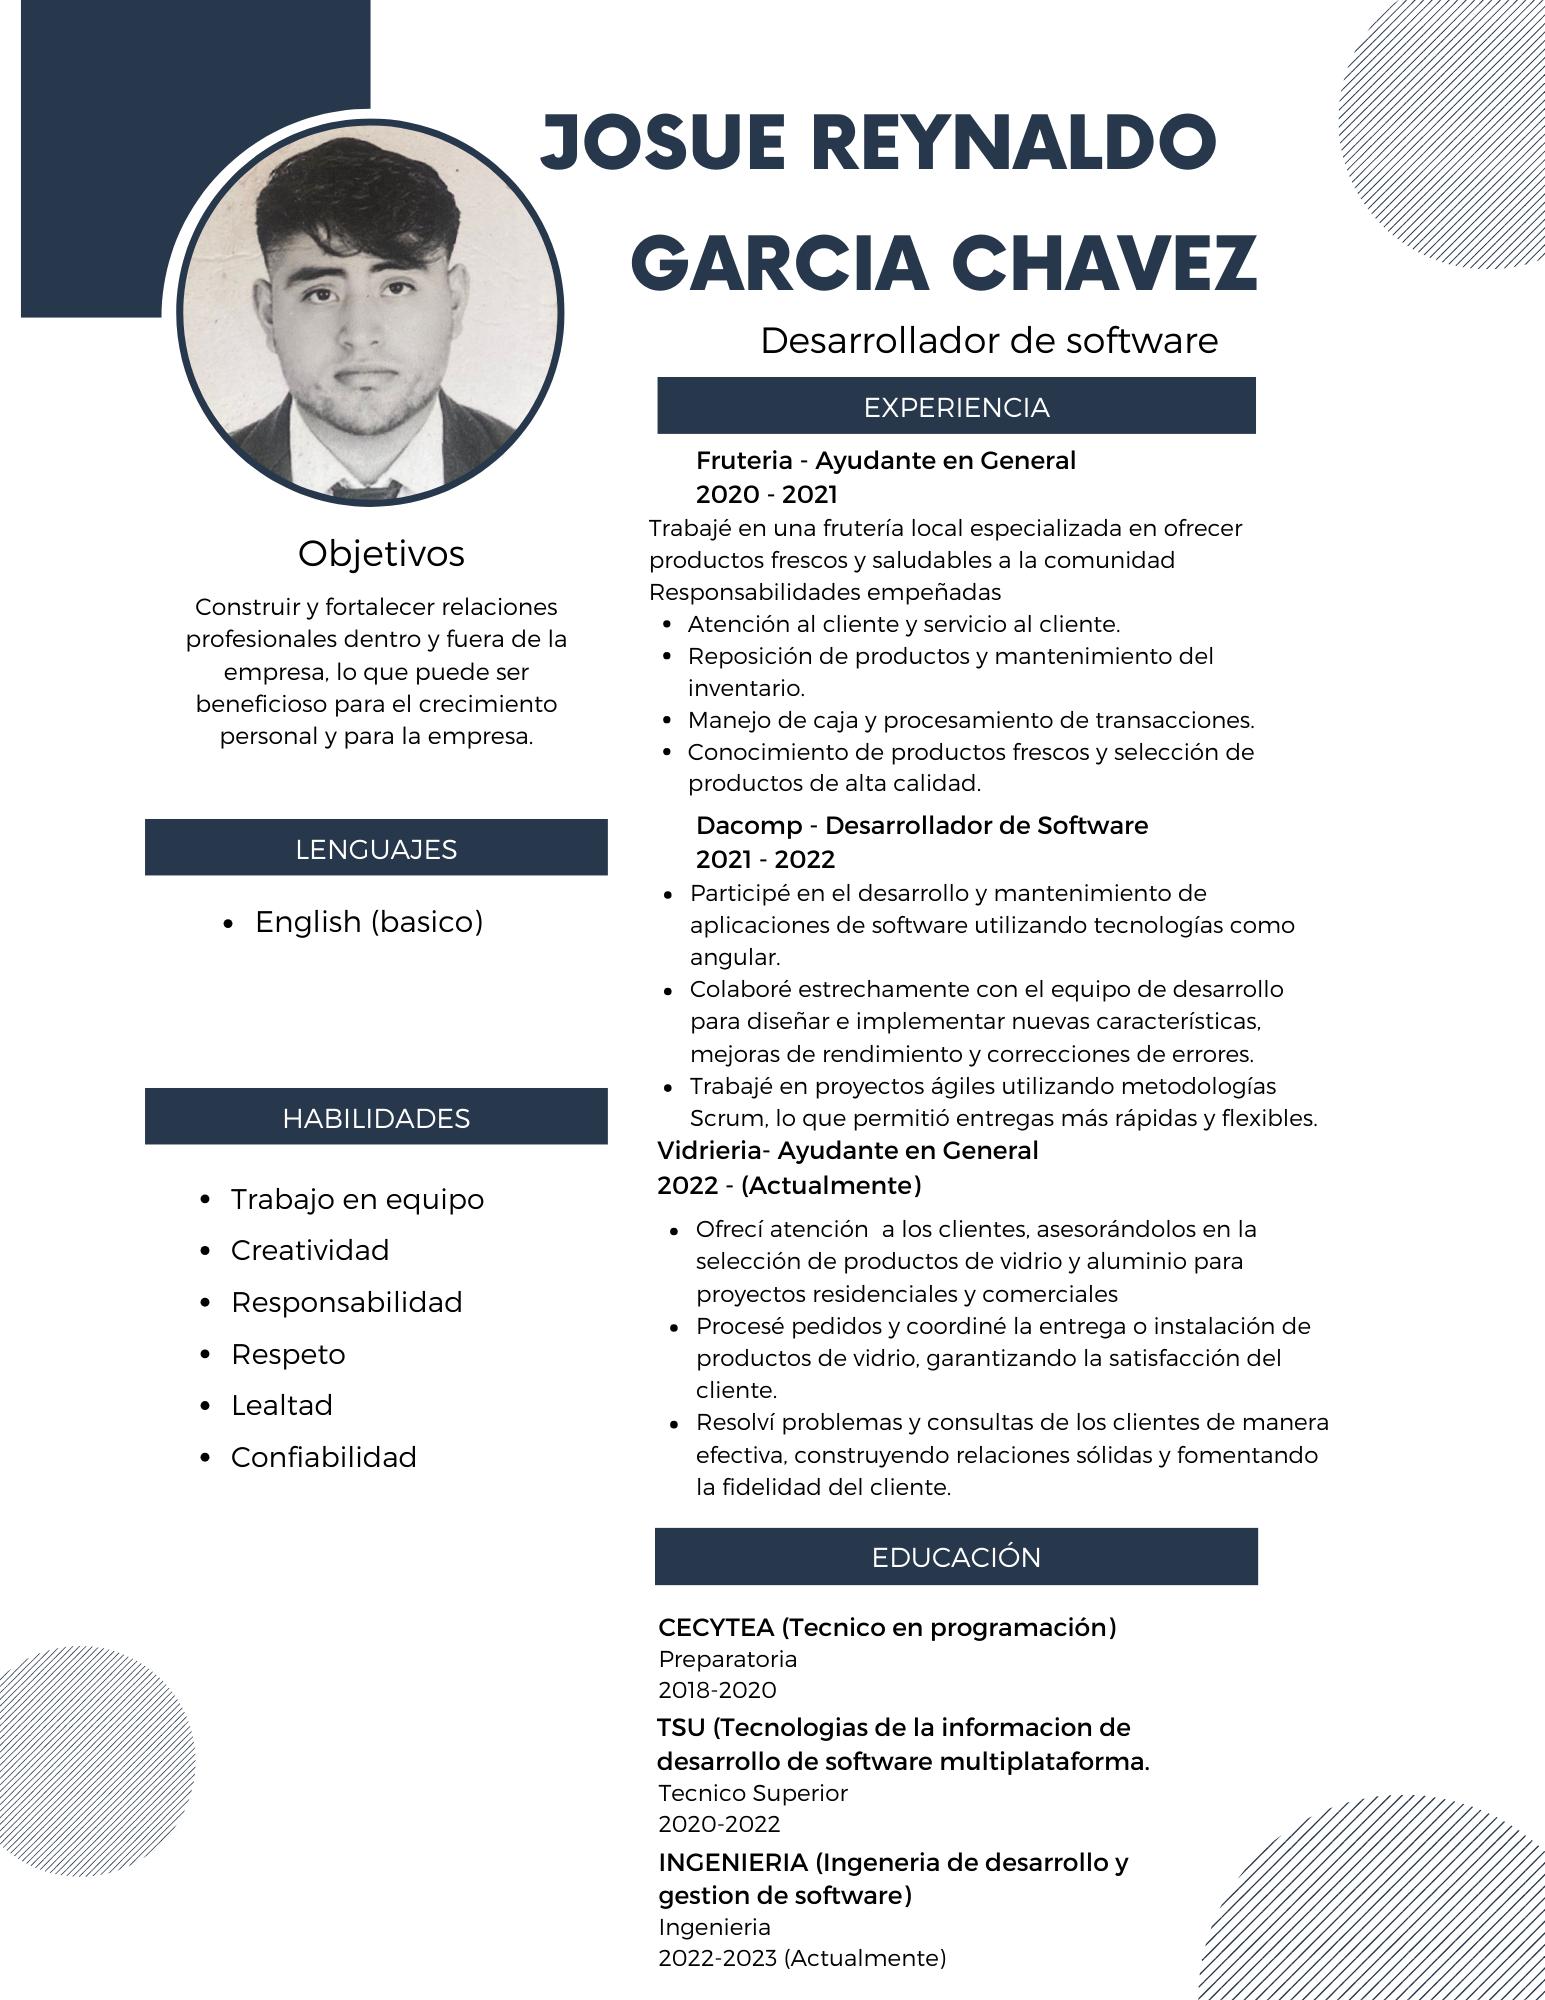 JOSUE REYNALDO
GARCIA CHAVEZ
Desarrollador de software
Objetivos
Construir y fortalecer relaciones
profesionales dentro y fuera de la
empresa, lo que puede ser
beneficioso para el crecimiento
personal y para la empresa.
LENGUAJES
• English (basico)
HABILIDADES
• Trabajo en equipo
• Creatividad
• Responsabilidad
• Respeto
• Lealtad
• Confiabilidad
EXPERIENCIA
Fruteria - Ayudante en General
2020 - 2021
Trabajé en una frutería local especializada en ofrecer
productos frescos y saludables a la comunidad
Responsabilidades empeñadas
• Atención al cliente y servicio al cliente.
• Reposición de productos y mantenimiento del
inventario.
• Manejo de caja y procesamiento de transacciones.
• Conocimiento de productos frescos y selección de
productos de alta calidad.
Dacomp - Desarrollador de Software
2021 - 2022
• Participé en el desarrollo y mantenimiento de
aplicaciones de software utilizando tecnologías como
angular.
• Colaboré estrechamente con el equipo de desarrollo
para diseñar e implementar nuevas características,
mejoras de rendimiento y correcciones de errores.
• Trabajé en proyectos ágiles utilizando metodologías
Scrum, lo que permitió entregas más rápidas y flexibles.
Vidrieria- Ayudante en General
2022 - (Actualmente)
• Ofrecí atención  a los clientes, asesorándolos en la
selección de productos de vidrio y aluminio para
proyectos residenciales y comerciales
• Procesé pedidos y coordiné la entrega o instalación de
productos de vidrio, garantizando la satisfacción del
cliente.
• Resolví problemas y consultas de los clientes de manera
efectiva, construyendo relaciones sólidas y fomentando
la fidelidad del cliente.
EDUCACIÓN
CECYTEA (Tecnico en programación)
Preparatoria
2018-2020
TSU (Tecnologias de la informacion de
desarrollo de software multiplataforma.
Tecnico Superior
2020-2022
INGENIERIA (Ingeneria de desarrollo y
gestion de software)
Ingenieria
2022-2023 (Actualmente)